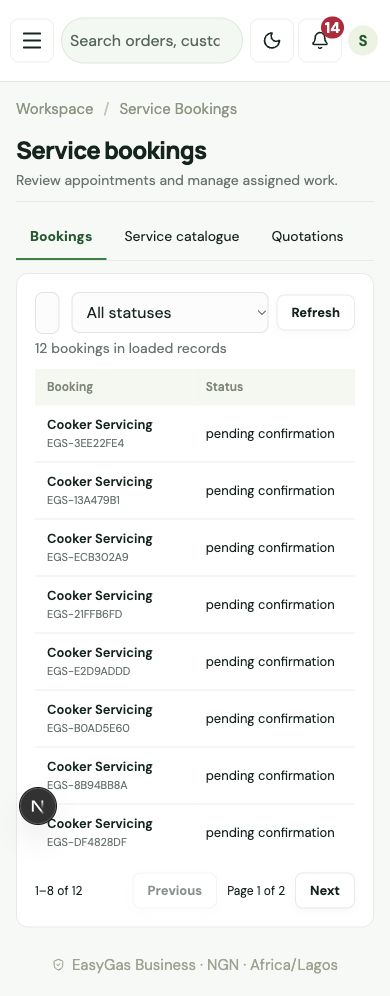 Search orders, custc
14
S
Workspace / Service Bookings
Service bookings
Review appointments and manage assigned work.
Bookings Service catalogue Quotations
All statuses Refresh
12 bookings in loaded records
Booking Status
Cooker Servicing
EGS-3EE22FE4
pending confirmation
Cooker Servicing
EGS-13A479B1
pending confirmation
Cooker Servicing
EGS-ECB302A9
pending confirmation
Cooker Servicing
EGS-21FFB6FD
pending confirmation
Cooker Servicing
EGS-E2D9ADDD
pending confirmation
Cooker Servicing
EGS-B0AD5E60
pending confirmation
Cooker Servicing
EGS-8B94BB8A
pending confirmation
N
Cooker Servicing
EGS-DF4828DF
pending confirmation
1–8 of 12 Previous Page 1 of 2 Next
EasyGas Business · NGN · Africa/Lagos